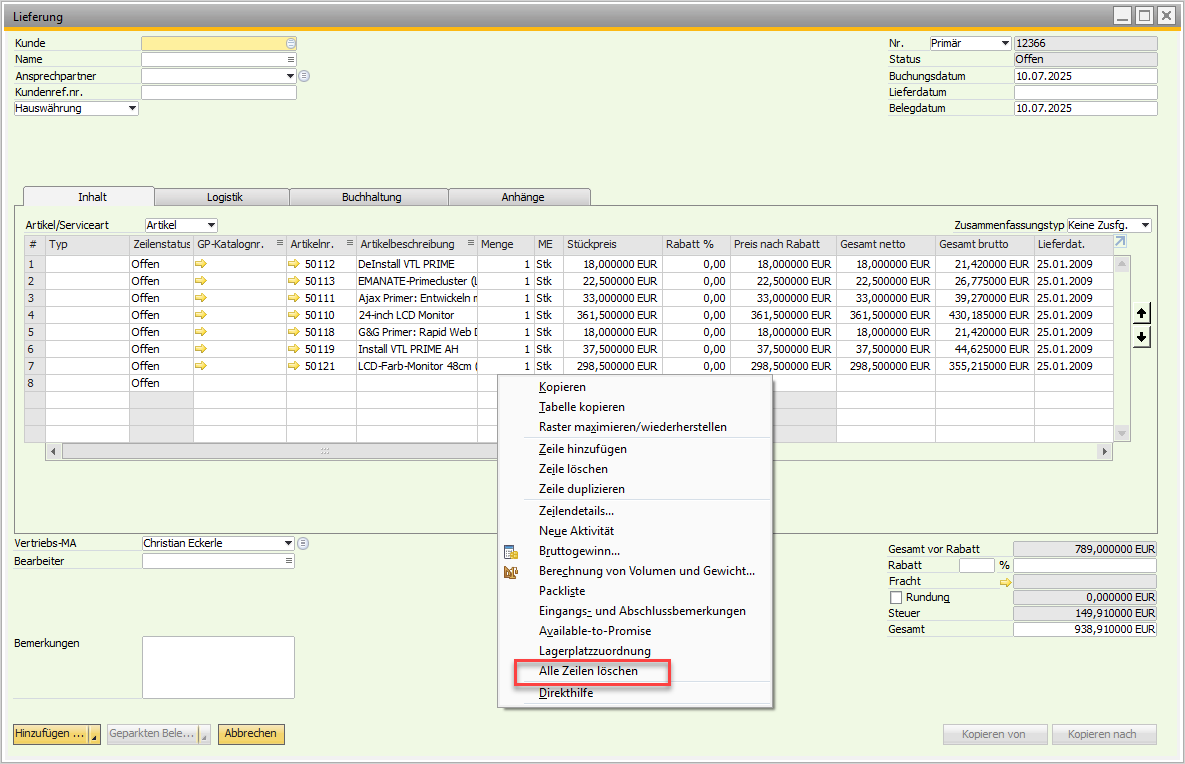 Lieferung
Kunde
Name
Ansprechpartner
Kundenref.nr.
Hauswährung
Nr. Primär 12366
Status Offen
Buchungsdatum 10.07.2025
Lieferdatum
Belegdatum 10.07.2025
Inhalt Logistik Buchhaltung Anhänge
Artikel/Serviceart Artikel Zusammenfassungstyp Keine Zusfg.
# Typ Zeilenstatus GP-Katalognr. Artikelnr. Artikelbeschreibung Menge ME Stückpreis Rabatt % Preis nach Rabatt Gesamt netto Gesamt brutto Lieferdat.
1 Offen 50112 DeInstall VTL PRIME 1 Stk 18,000000 EUR 0,00 18,000000 EUR 18,000000 EUR 21,420000 EUR 25.01.2009
2 Offen 50113 EMANATE-Primecluster (L 1 Stk 22,500000 EUR 0,00 22,500000 EUR 22,500000 EUR 26,775000 EUR 25.01.2009
3 Offen 50111 Ajax Primer: Entwickeln m 1 Stk 33,000000 EUR 0,00 33,000000 EUR 33,000000 EUR 39,270000 EUR 25.01.2009
4 Offen 50110 24-inch LCD Monitor 1 Stk 361,500000 EUR 0,00 361,500000 EUR 361,500000 EUR 430,185000 EUR 25.01.2009
5 Offen 50118 G&G Primer: Rapid Web D 1 Stk 18,000000 EUR 0,00 18,000000 EUR 18,000000 EUR 21,420000 EUR 25.01.2009
6 Offen 50119 Install VTL PRIME AH 1 Stk 37,500000 EUR 0,00 37,500000 EUR 37,500000 EUR 44,625000 EUR 25.01.2009
7 Offen 50121 LCD-Farb-Monitor 48cm ( 1 Stk 298,500000 EUR 0,00 298,500000 EUR 298,500000 EUR 355,215000 EUR 25.01.2009
8 Offen
Kopieren
Tabelle kopieren
Raster maximieren/wiederherstellen
Zeile hinzufügen
Zeile löschen
Zeile duplizieren
Zeilendetails...
Neue Aktivität
Bruttogewinn...
Berechnung von Volumen und Gewicht...
Packliste
Eingangs- und Abschlussbemerkungen
Available-to-Promise
Lagerplatzzuordnung
Alle Zeilen löschen
Direkthilfe
Vertriebs-MA Christian Eckerle
Bearbeiter
Bemerkungen
Gesamt vor Rabatt 789,000000 EUR
Rabatt %
Fracht
Rundung 0,000000 EUR
Steuer 149,910000 EUR
Gesamt 938,910000 EUR
Hinzufügen ... Geparkten Bele... Abbrechen Kopieren von Kopieren nach